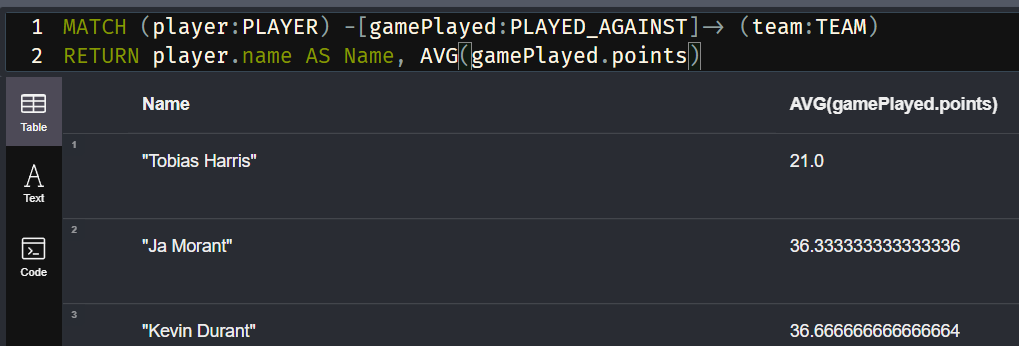 1 MATCH (player:PLAYER) -[gamePlayed:PLAYED_AGAINST]-> (team:TEAM)
2 RETURN player.name AS Name, AVG(gamePlayed.points)
Table
Text
Code
Name AVG(gamePlayed.points)
1
"Tobias Harris" 21.0
2
"Ja Morant" 36.333333333333336
3
"Kevin Durant" 36.666666666666664